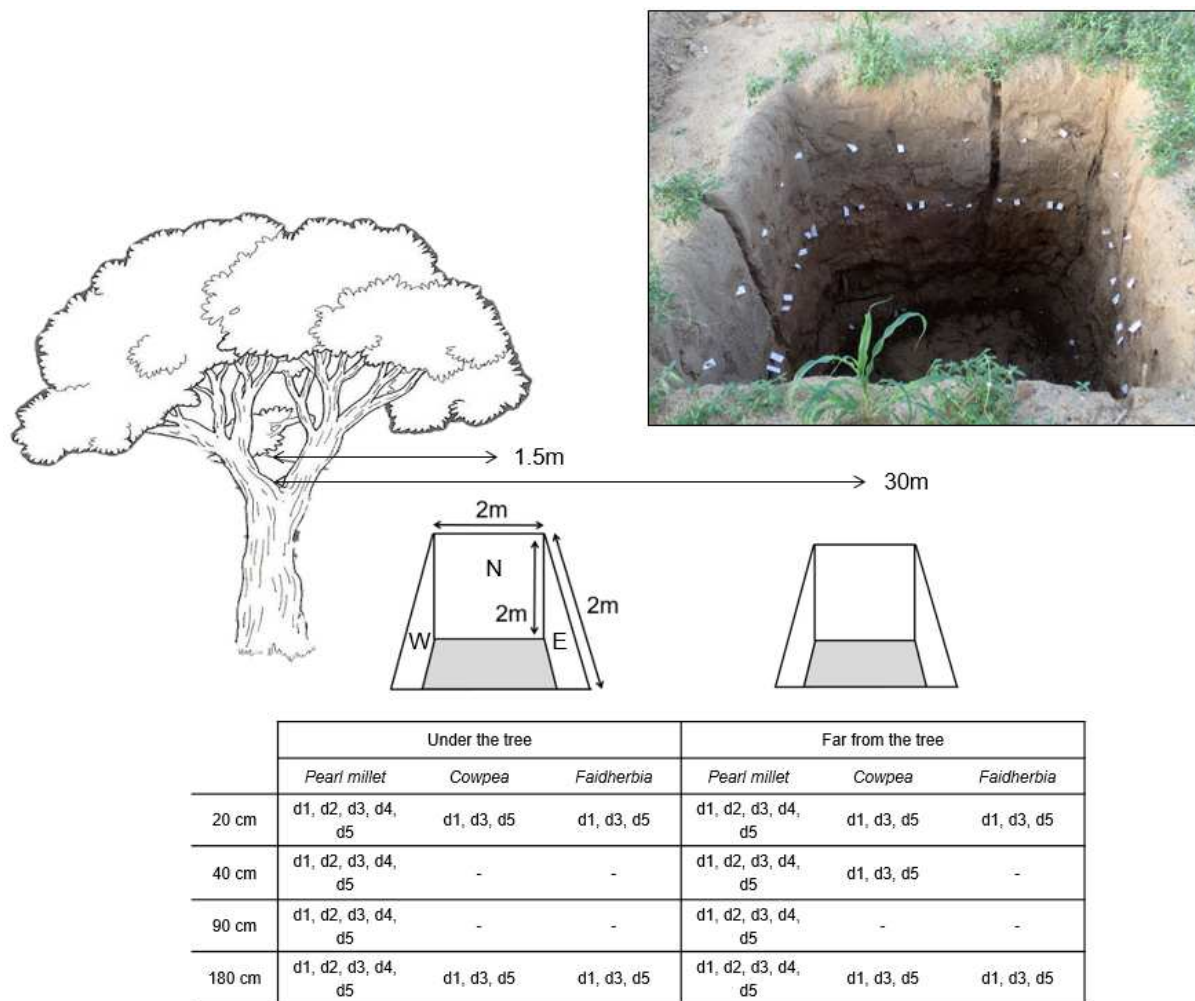 1.5m
30m
2m
N
2m
2m
W
E
Under the tree
Far from the tree
Pearl millet
Cowpea
Faidherbia
Pearl millet
Cowpea
Faidherbia
20 cm
d1, d2, d3, d4,
d5
d1, d3, d5
d1, d3, d5
d1, d2, d3, d4,
d5
d1, d3, d5
d1, d3, d5
40 cm
d1, d2, d3, d4,
d5
-
-
d1, d2, d3, d4,
d5
d1, d3, d5
-
90 cm
d1, d2, d3, d4,
d5
-
-
d1, d2, d3, d4,
d5
-
-
180 cm
d1, d2, d3, d4,
d5
d1, d3, d5
d1, d3, d5
d1, d2, d3, d4,
d5
d1, d3, d5
d1, d3, d5